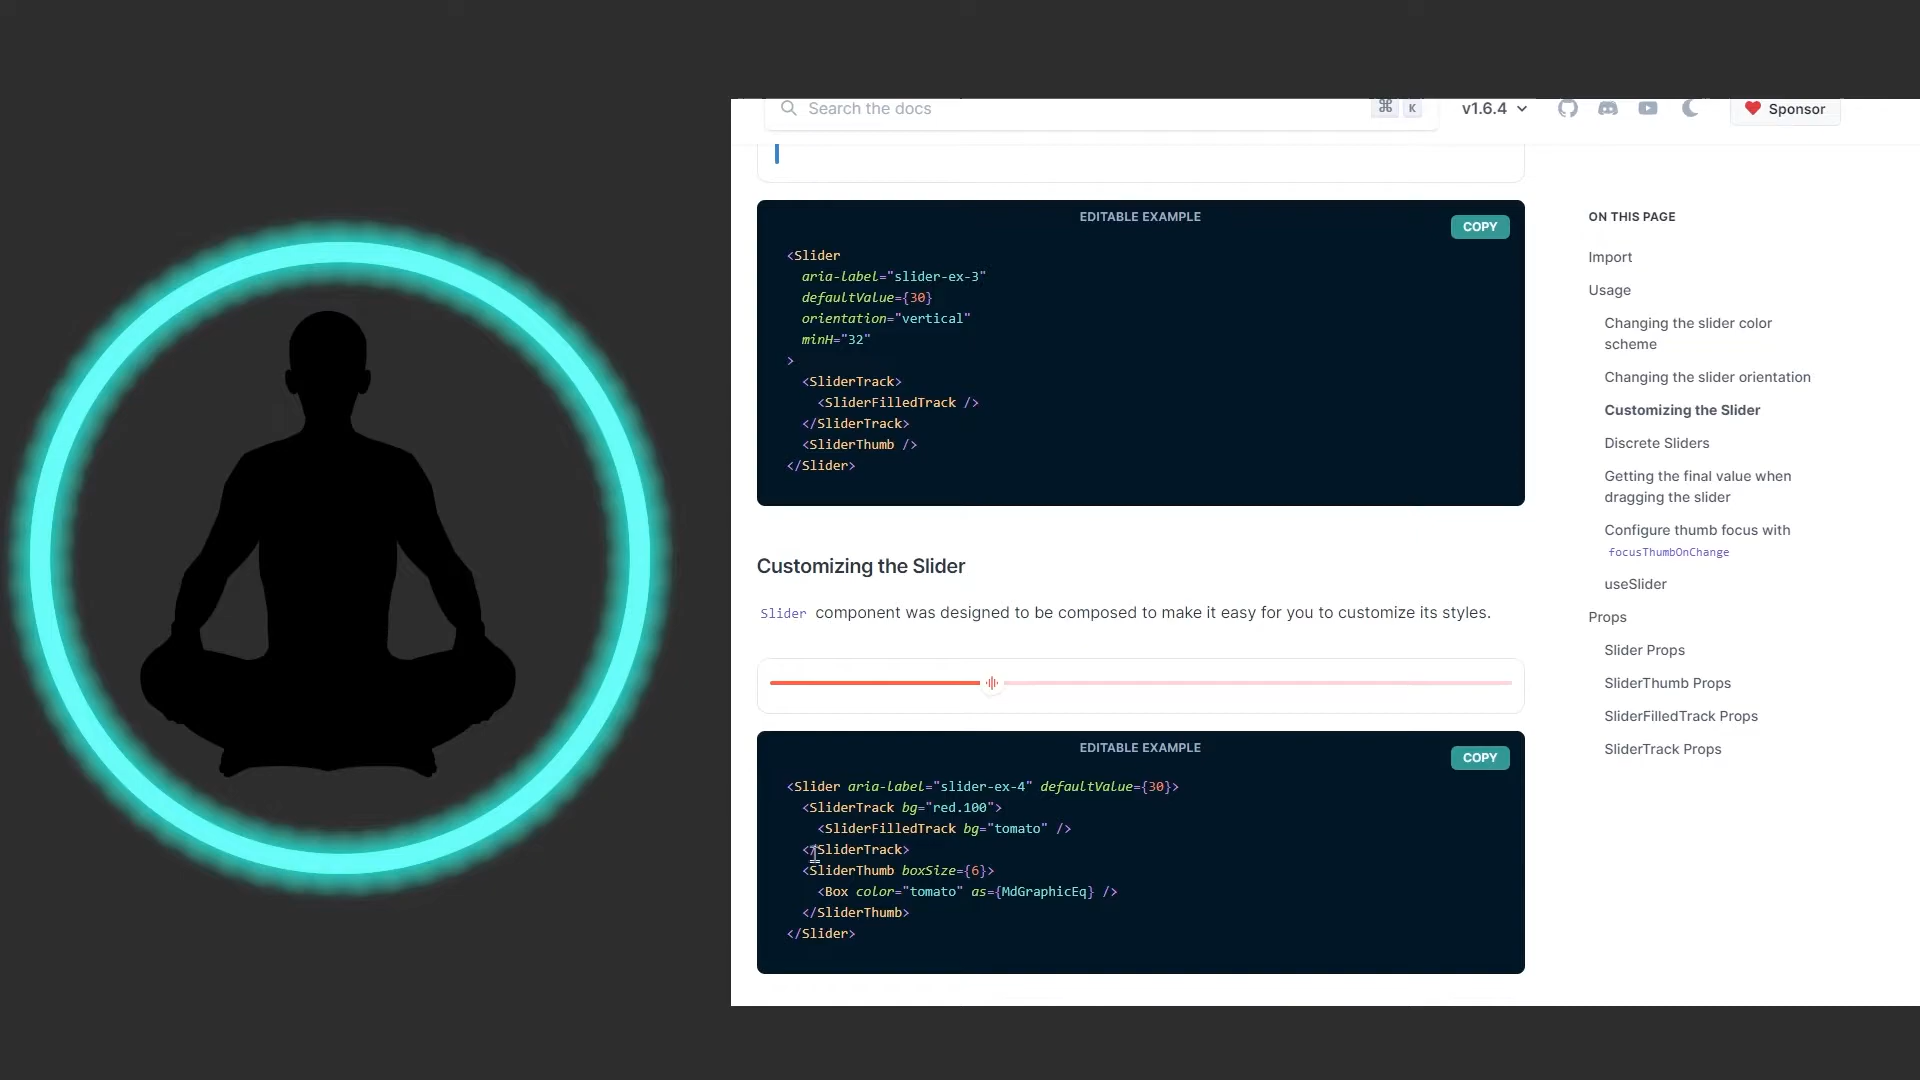 Search the docs
⌘ K
v1.6.4
Sponsor
EDITABLE EXAMPLE
COPY
<Slider
aria-label="slider-ex-3"
defaultValue={30}
orientation="vertical"
minH="32"
>
<SliderTrack>
<SliderFilledTrack />
</SliderTrack>
<SliderThumb />
</Slider>
Customizing the Slider
Slider component was designed to be composed to make it easy for you to customize its styles.
EDITABLE EXAMPLE
COPY
<Slider aria-label="slider-ex-4" defaultValue={30}>
<SliderTrack bg="red.100">
<SliderFilledTrack bg="tomato" />
</SliderTrack>
<SliderThumb boxSize={6}>
<Box color="tomato" as={MdGraphicEq} />
</SliderThumb>
</Slider>
ON THIS PAGE
Import
Usage
Changing the slider color
scheme
Changing the slider orientation
Customizing the Slider
Discrete Sliders
Getting the final value when
dragging the slider
Configure thumb focus with
focusThumbOnChange
useSlider
Props
Slider Props
SliderThumb Props
SliderFilledTrack Props
SliderTrack Props